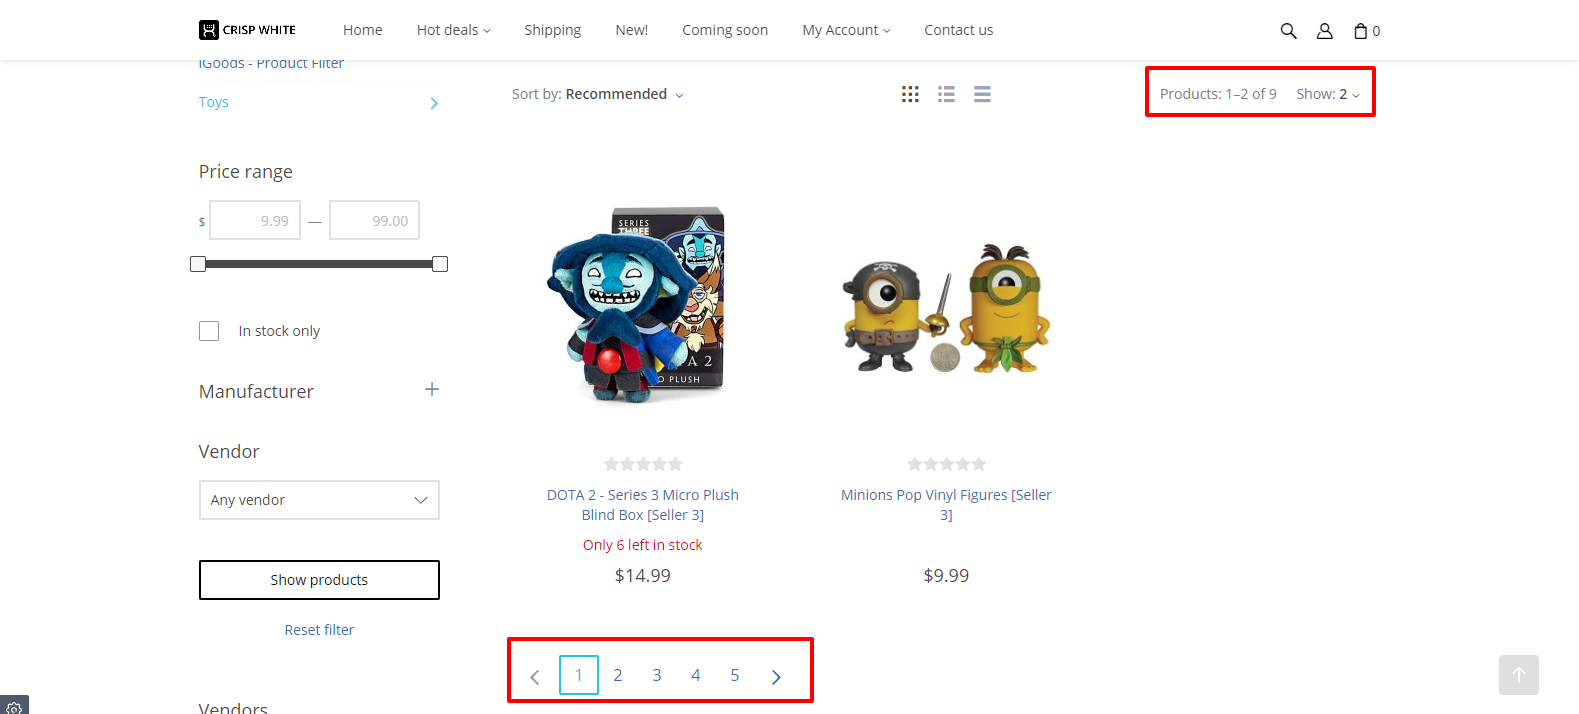 CRISP WHITE
Home
Hot deals
Shipping
New!
Coming soon
My Account
Contact us
0
iGoods - Product Filter
Toys
Sort by: Recommended
Products: 1–2 of 9
Show: 2
Price range
$ 9.99 — 99.00
In stock only
Manufacturer
Vendor
Any vendor
Show products
Reset filter
Vendors
SERIES
THREE
DOTA 2
MICRO PLUSH
DOTA 2 - Series 3 Micro Plush
Blind Box [Seller 3]
Only 6 left in stock
$14.99
Minions Pop Vinyl Figures [Seller
3]
$9.99
1 2 3 4 5